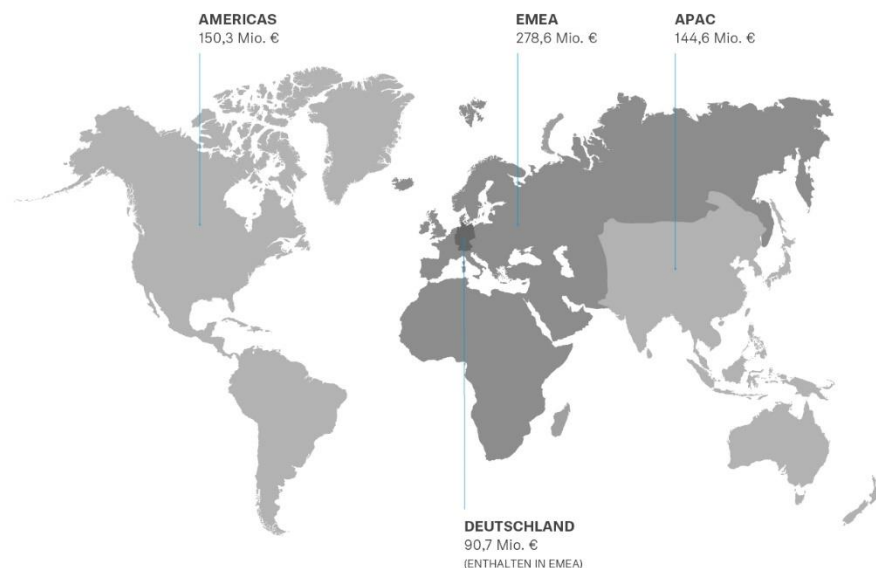 AMERICAS
150,3 Mio. €
EMEA
278,6 Mio. €
APAC
144,6 Mio. €
DEUTSCHLAND
90,7 Mio. €
(ENTHALTEN IN EMEA)